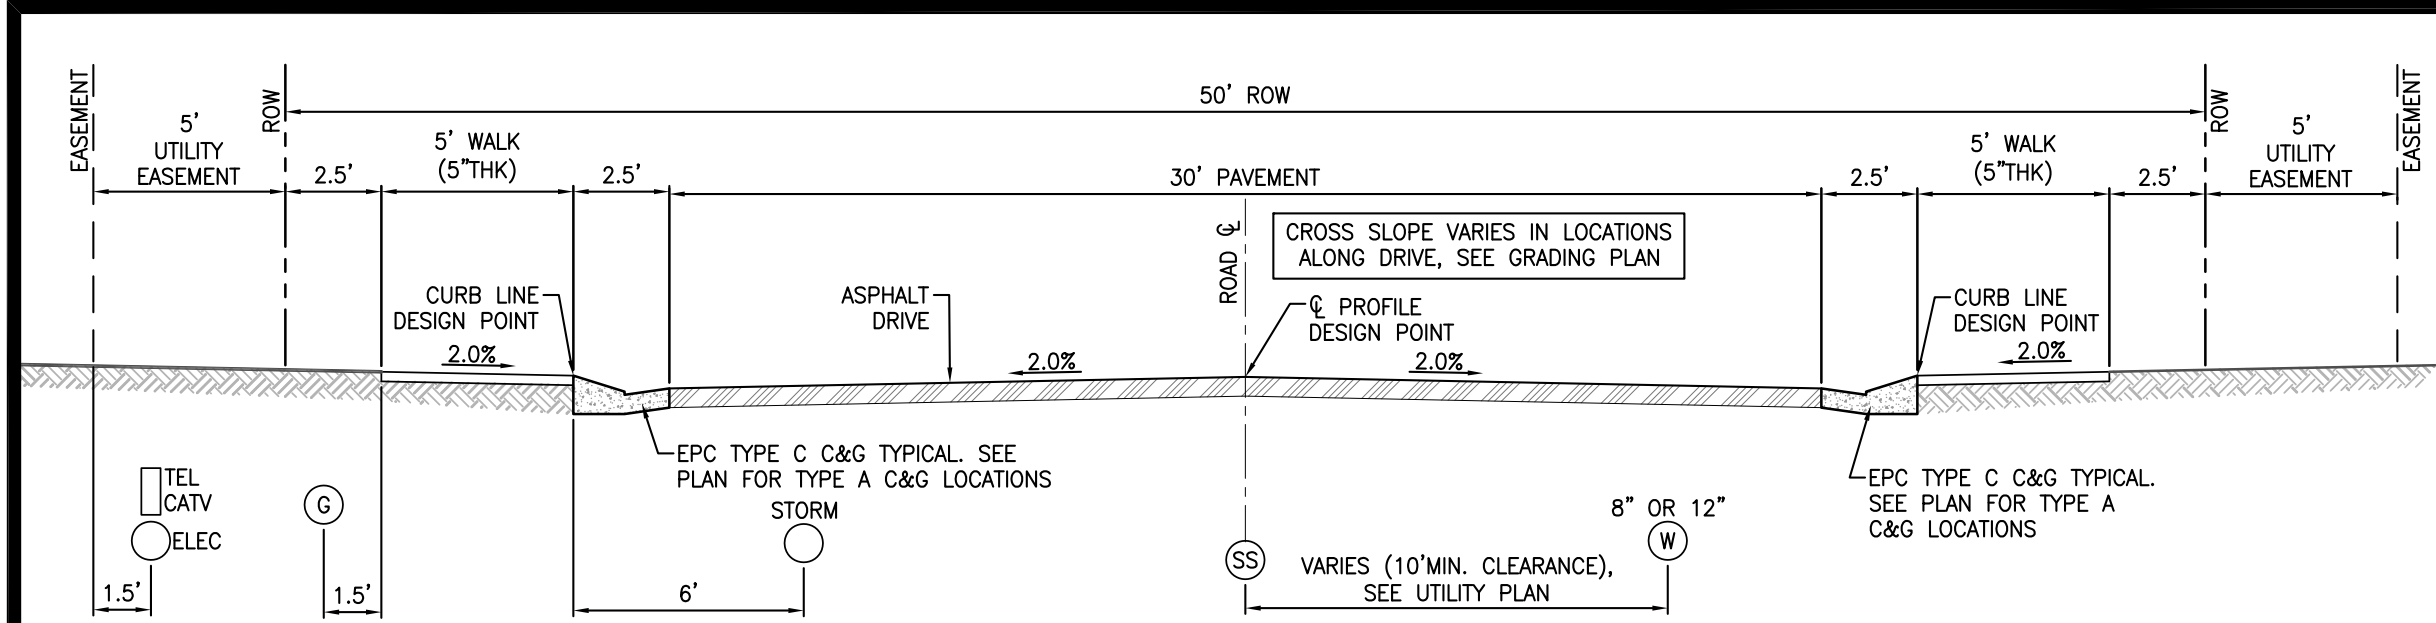 50' ROW
EASEMENT
5'
UTILITY
EASEMENT
ROW
2.5'
5' WALK
(5"THK)
2.5'
30' PAVEMENT
2.5'
5' WALK
(5"THK)
2.5'
ROW
5'
UTILITY
EASEMENT
EASEMENT
ROAD ℄
CROSS SLOPE VARIES IN LOCATIONS
ALONG DRIVE, SEE GRADING PLAN
CURB LINE
DESIGN POINT
2.0%
ASPHALT
DRIVE
2.0%
℄ PROFILE
DESIGN POINT
2.0%
CURB LINE
DESIGN POINT
2.0%
EPC TYPE C C&G TYPICAL. SEE
PLAN FOR TYPE A C&G LOCATIONS
EPC TYPE C C&G TYPICAL.
SEE PLAN FOR TYPE A
C&G LOCATIONS
TEL
CATV
ELEC
G
STORM
SS
8" OR 12"
W
VARIES (10'MIN. CLEARANCE),
SEE UTILITY PLAN
1.5'
1.5'
6'